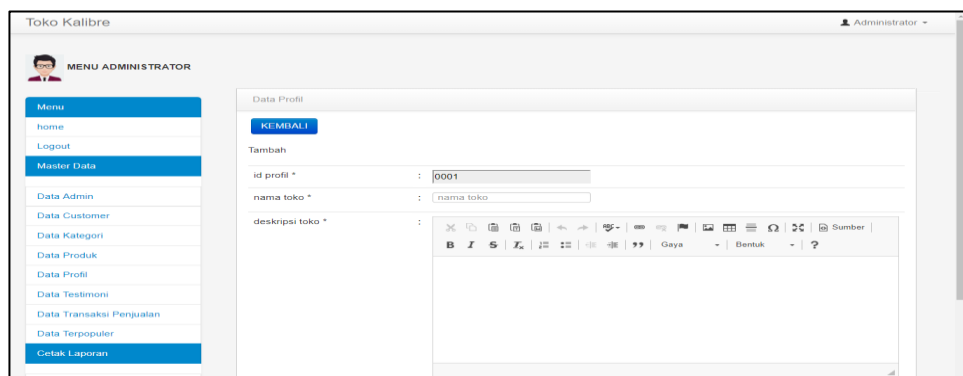 Toko Kalibre
Administrator
MENU ADMINISTRATOR
Menu
home
Logout
Master Data
Data Admin
Data Customer
Data Kategori
Data Produk
Data Profil
Data Testimoni
Data Transaksi Penjualan
Data Terpopuler
Cetak Laporan
Data Profil
KEMBALI
Tambah
id profil * : 0001
nama toko * : nama toko
deskripsi toko * :
ABC Sumber
B I S Tx Gaya Bentuk ?